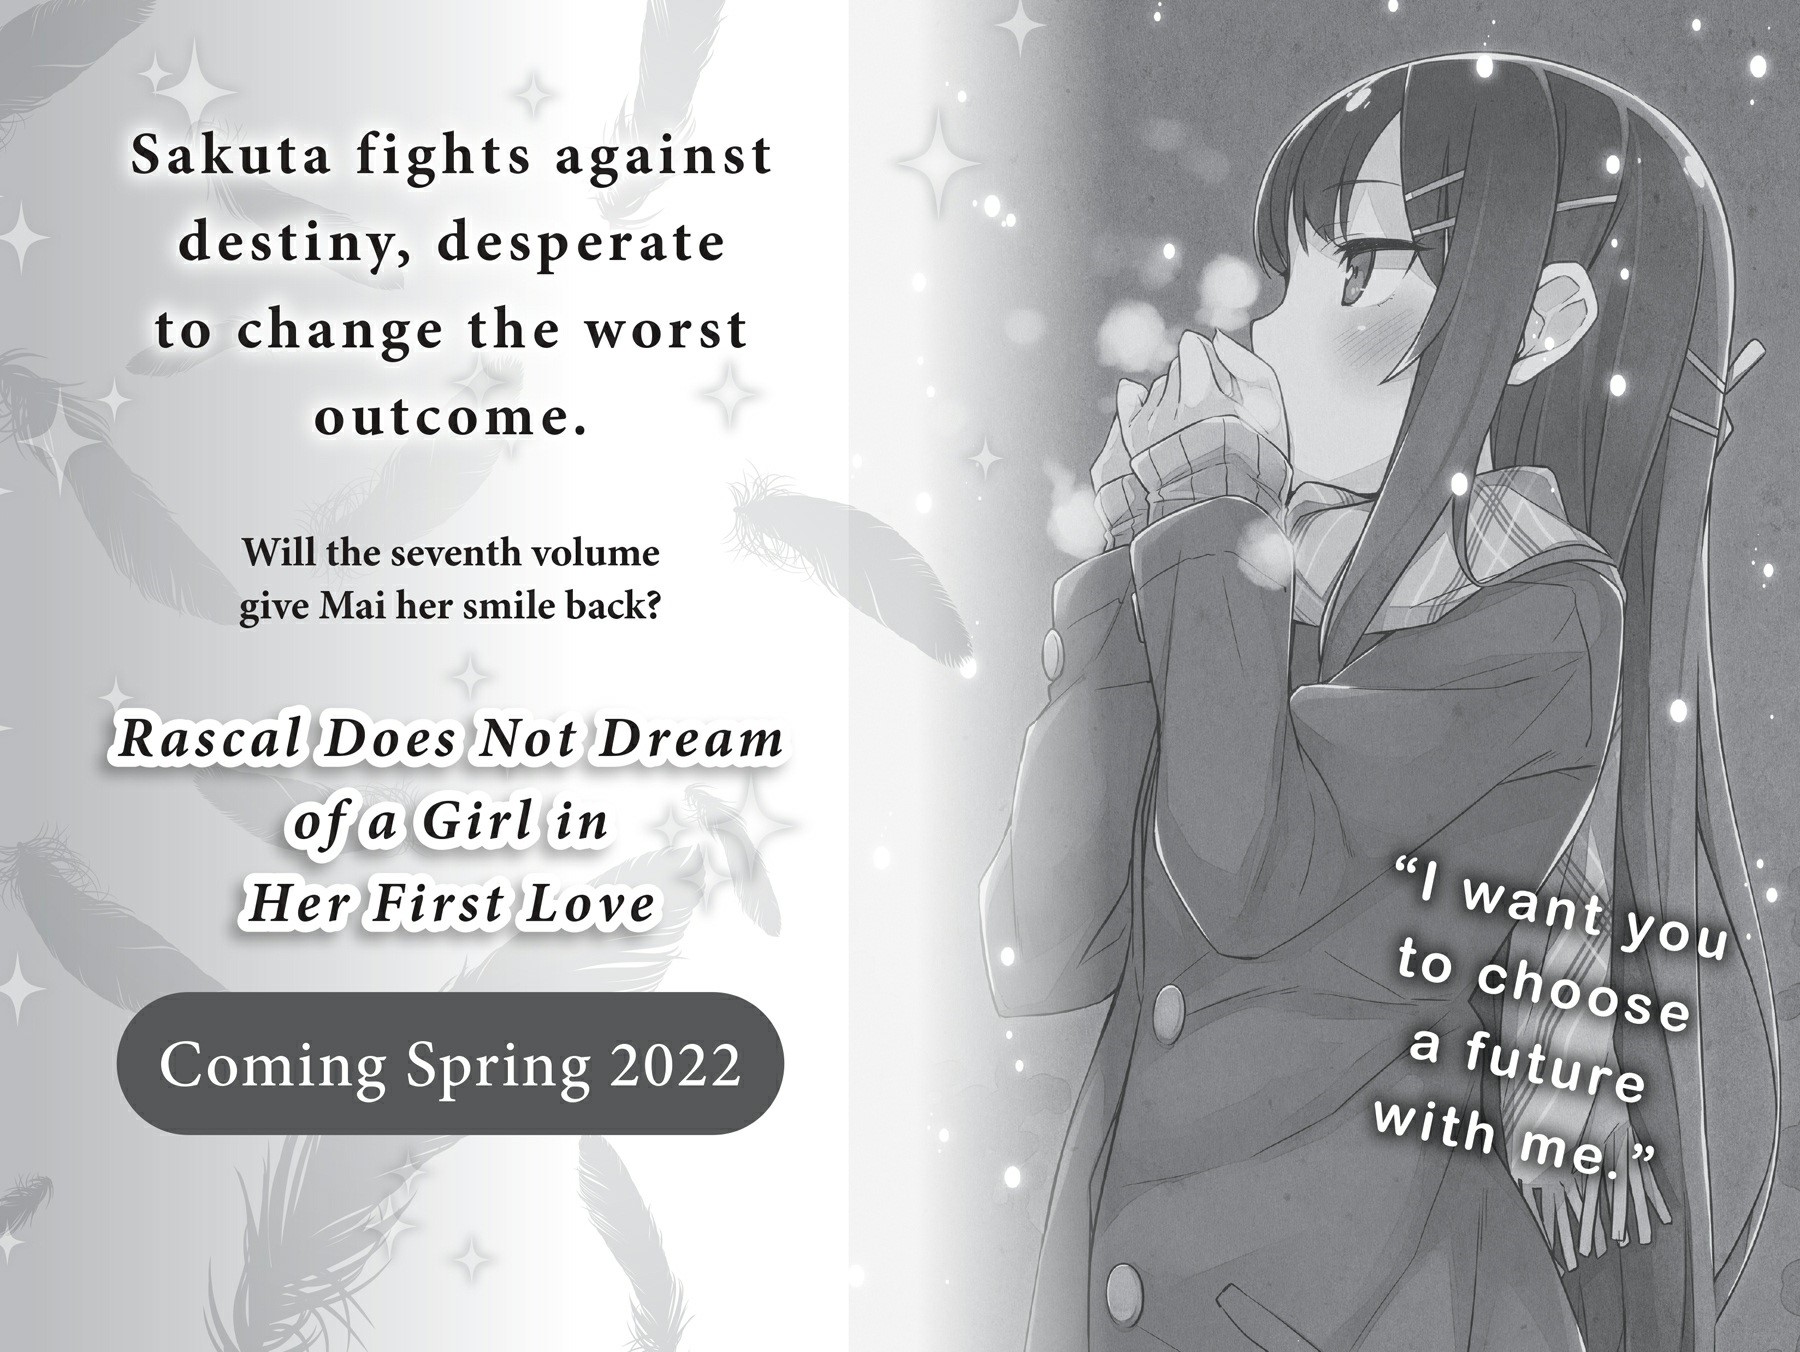 Sakuta fights against
destiny, desperate
to change the worst
outcome.
Will the seventh volume
give Mai her smile back?
Rascal Does Not Dream
of a Girl in
Her First Love
Coming Spring 2022
“I want you
to choose
a future
with me.”